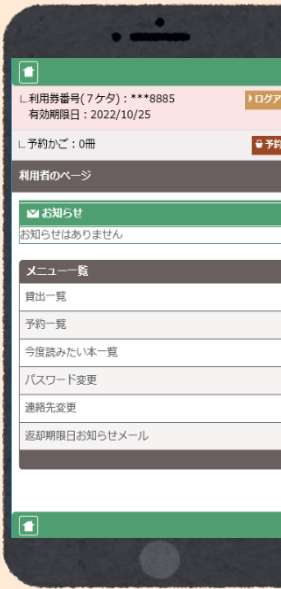 ∟利用券番号(７ケタ)：***8885
有効期限日：2022/10/25
ログア
∟予約かご：0冊
予約
利用者のページ
お知らせ
お知らせはありません
メニュー一覧
貸出一覧
予約一覧
今度読みたい本一覧
パスワード変更
連絡先変更
返却期限日お知らせメール